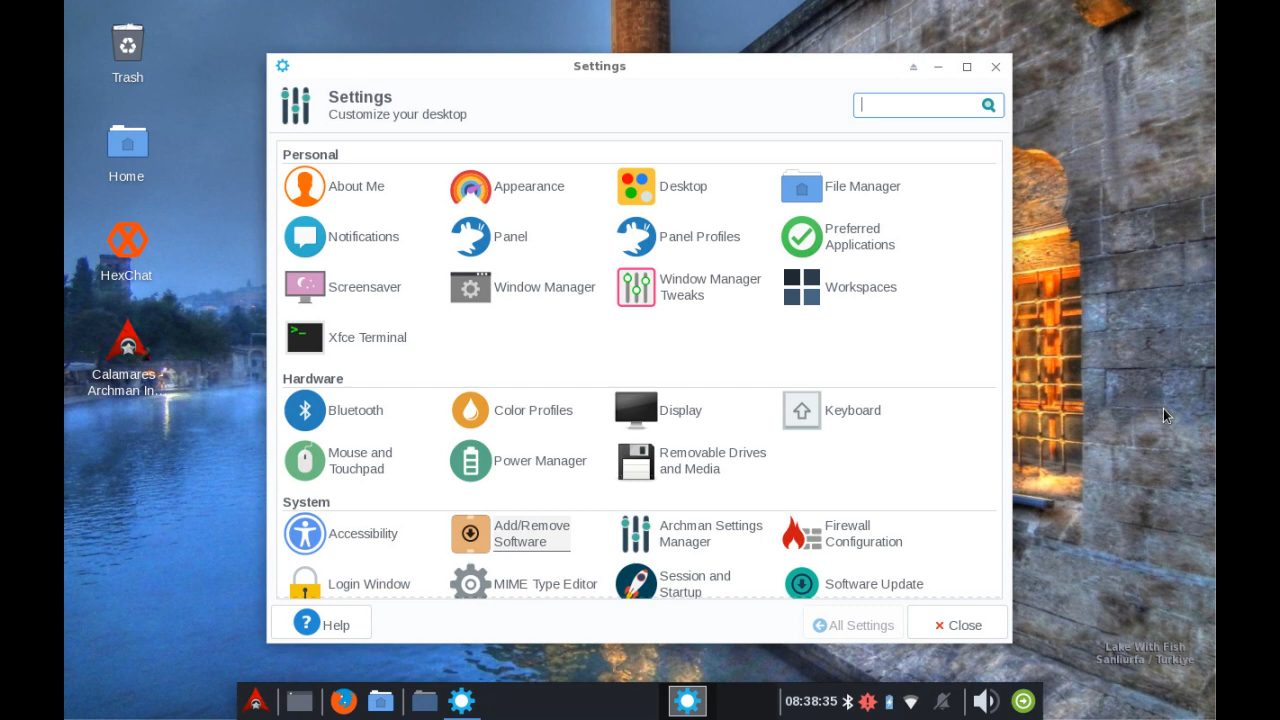 Trash
Home
HexChat
Calamares -
Archman In...
Settings
Settings
Customize your desktop
Personal
About Me
Appearance
Desktop
File Manager
Notifications
Panel
Panel Profiles
Preferred
Applications
Screensaver
Window Manager
Window Manager
Tweaks
Workspaces
Xfce Terminal
Hardware
Bluetooth
Color Profiles
Display
Keyboard
Mouse and
Touchpad
Power Manager
Removable Drives
and Media
System
Accessibility
Add/Remove
Software
Archman Settings
Manager
Firewall
Configuration
Login Window
MIME Type Editor
Session and
Startup
Software Update
Help
All Settings
Close
Lake With Fish
Sanliurfa / Turkiye
08:38:35